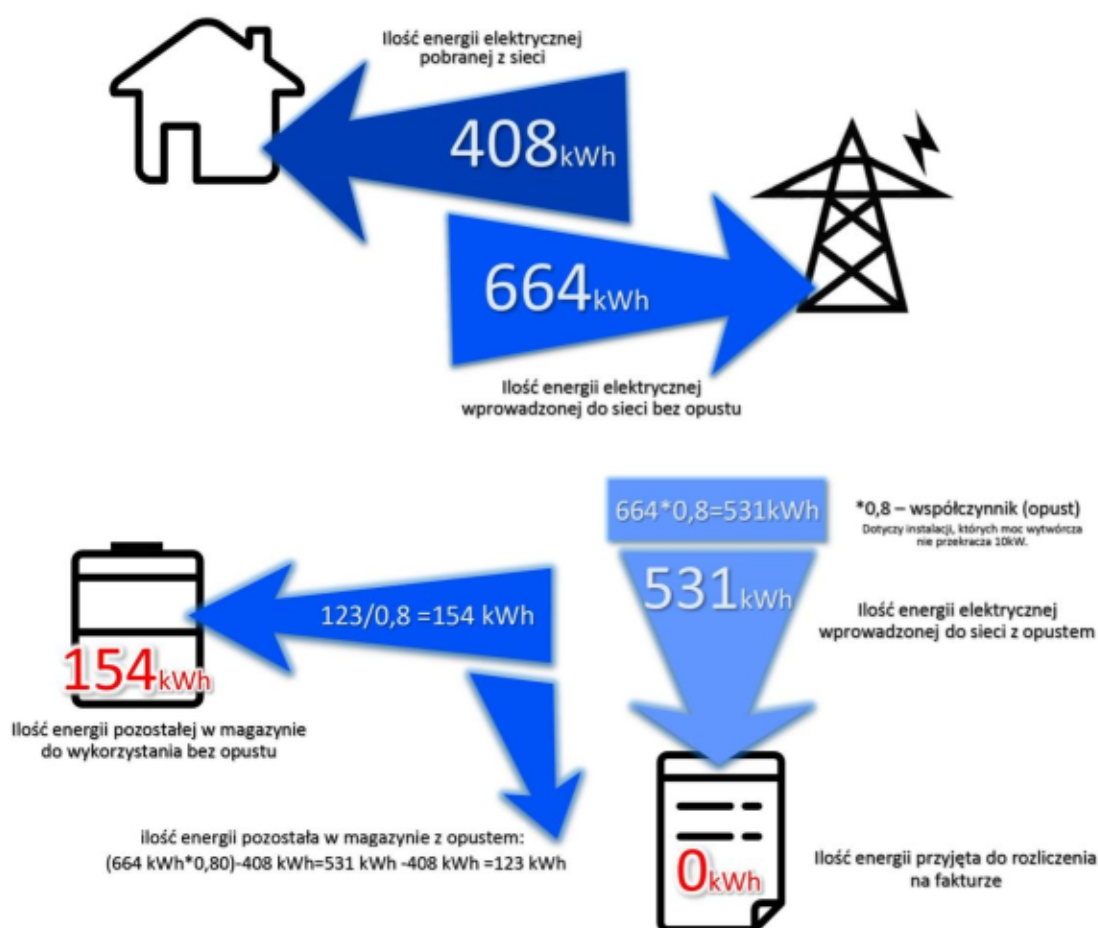 Ilość energii elektrycznej
pobranej z sieci
408kWh
664kWh
Ilość energii elektrycznej
wprowadzonej do sieci bez opustu
664*0,8=531kWh
*0,8 – współczynnik (opust)
Dotyczy instalacji, których moc wytwórcza
nie przekracza 10kW.
531kWh
Ilość energii elektrycznej
wprowadzonej do sieci z opustem
123/0,8 =154 kWh
154kWh
Ilość energii pozostałej w magazynie
do wykorzystania bez opustu
ilość energii pozostała w magazynie z opustem:
(664 kWh*0,80)-408 kWh=531 kWh -408 kWh =123 kWh
0kWh
Ilość energii przyjęta do rozliczenia
na fakturze